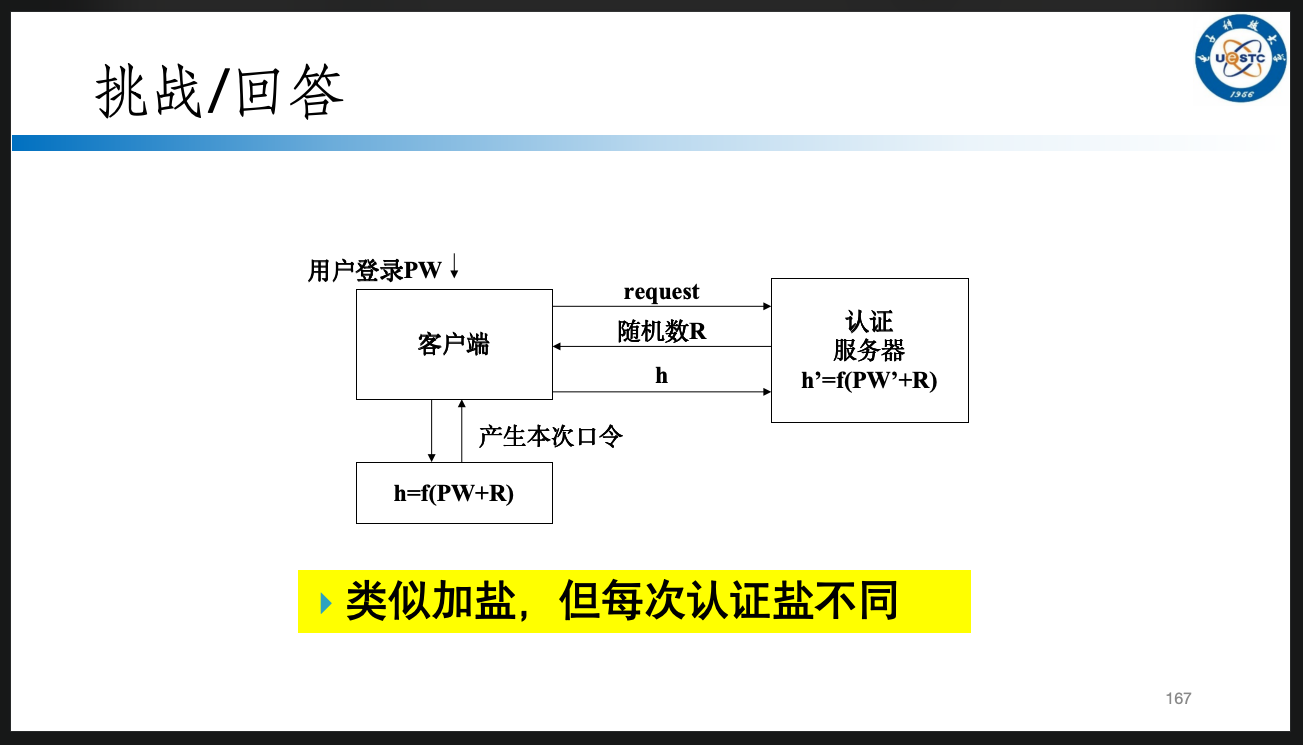 挑战/回答
UESTC
1956
用户登录PW
request
随机数R
h
客户端
认证
服务器
h’=f(PW’+R)
产生本次口令
h=f(PW+R)
类似加盐，但每次认证盐不同
167